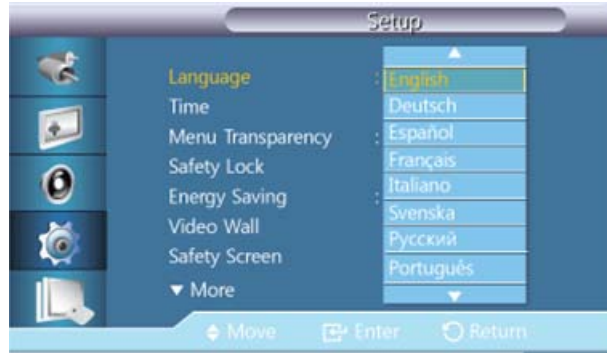 Setup
Language : English
Time Deutsch
Menu Transparency : Español
Safety Lock Français
Energy Saving : Italiano
Video Wall Svenska
Safety Screen Русский
▼ More Português
Move Enter Return